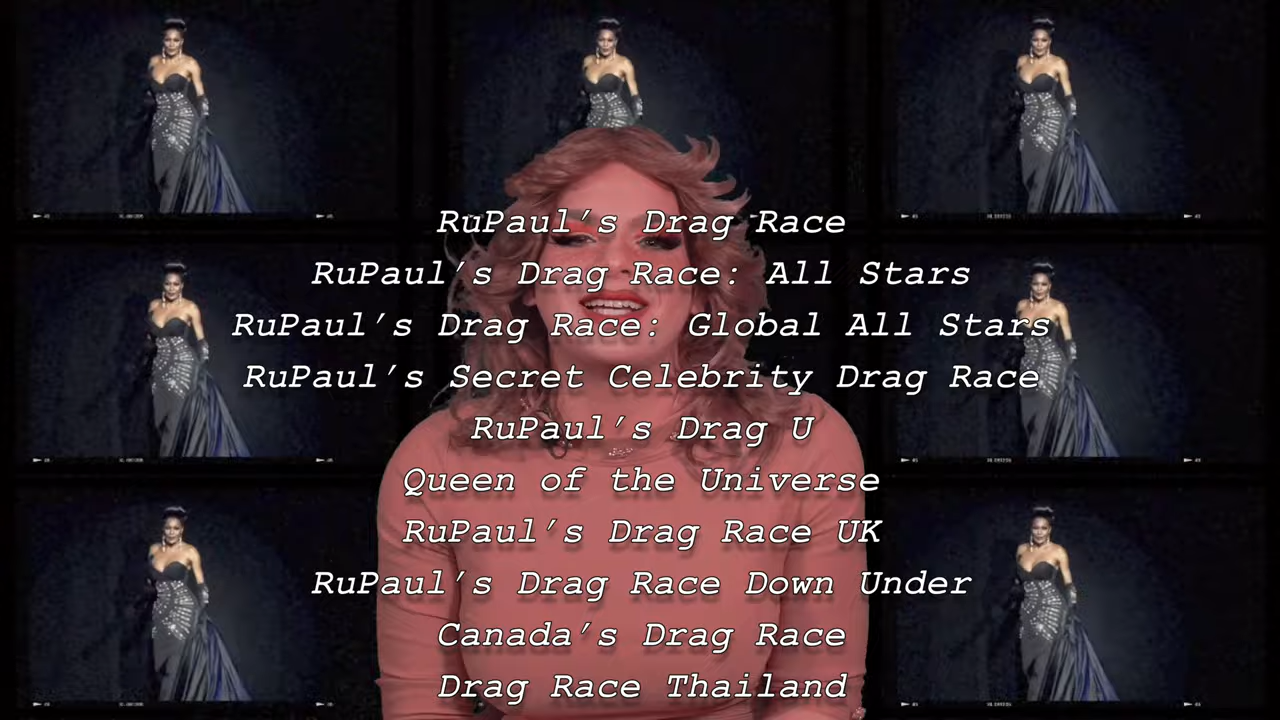 RuPaul's Drag Race
RuPaul's Drag Race: All Stars
RuPaul's Drag Race: Global All Stars
RuPaul's Secret Celebrity Drag Race
RuPaul's Drag U
Queen of the Universe
RuPaul's Drag Race UK
RuPaul's Drag Race Down Under
Canada's Drag Race
Drag Race Thailand